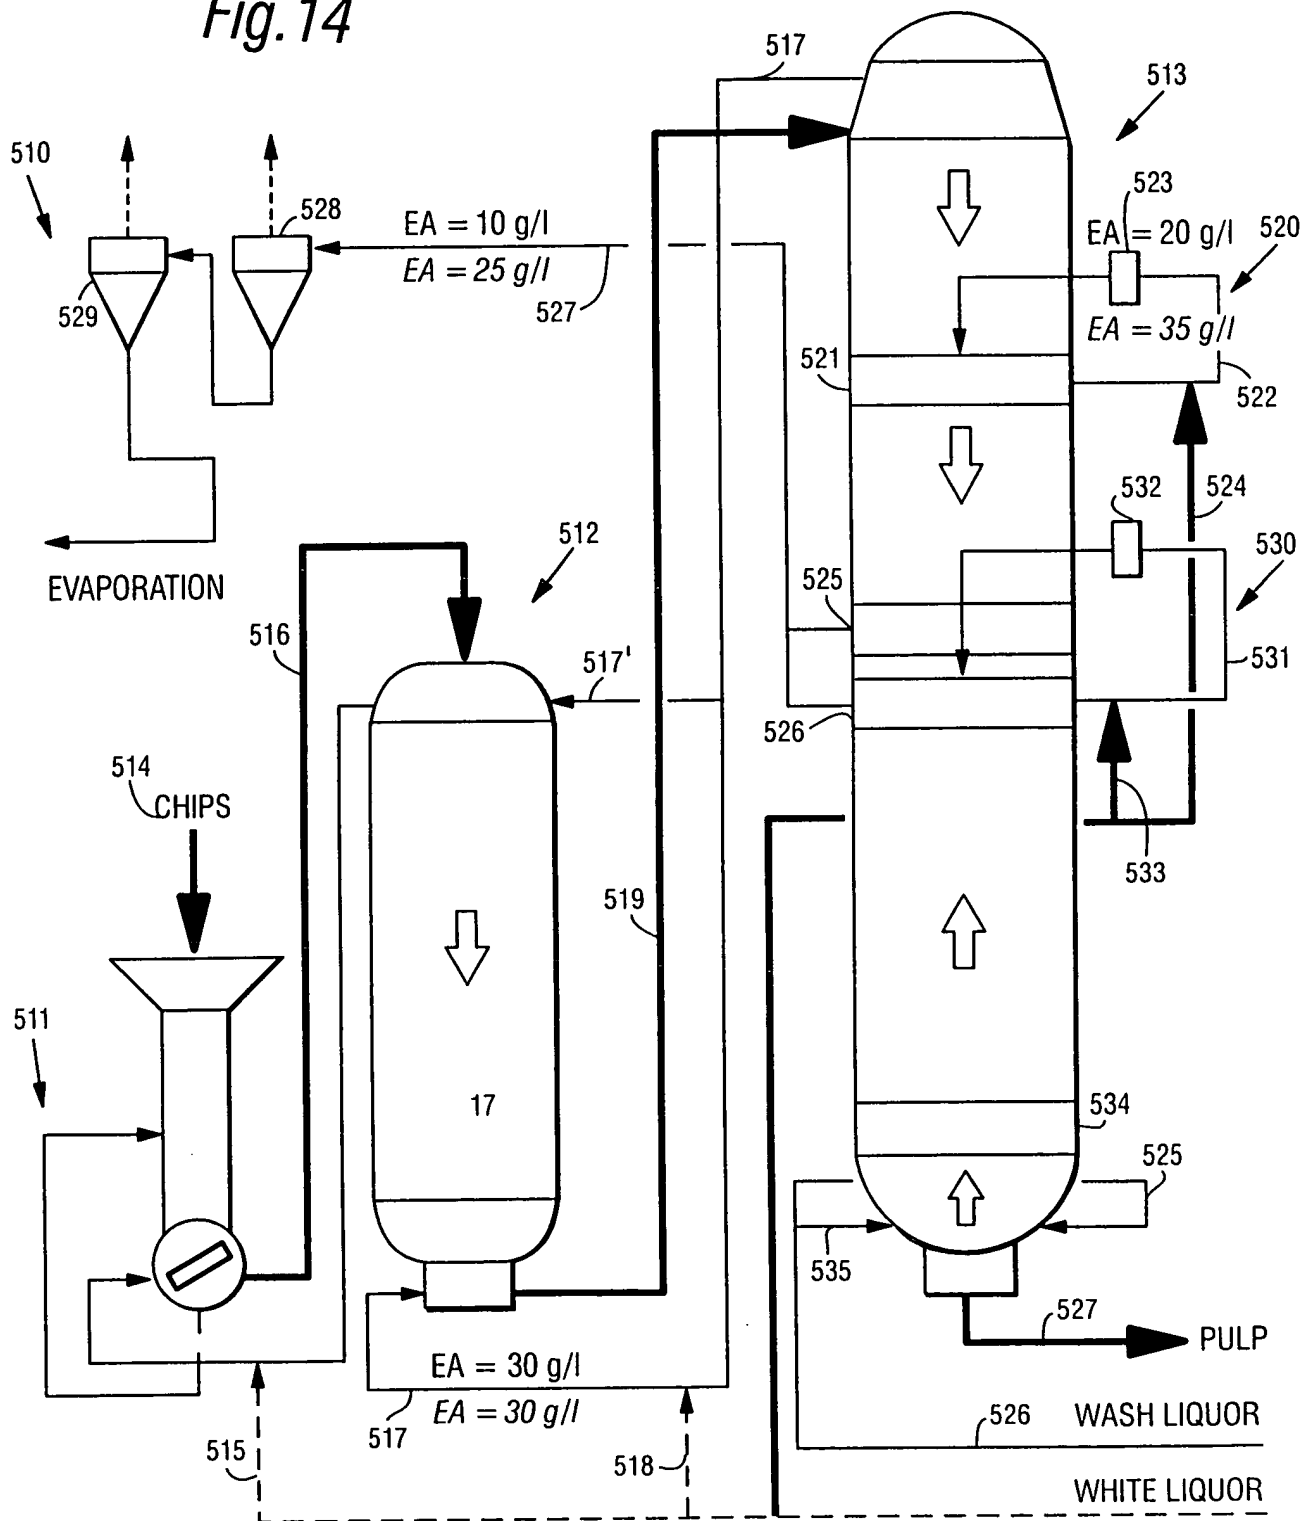 Fig. 14
517
513
510
523
528
EA = 10 g/l
EA = 20 g/l
520
EA = 25 g/l
529
527
EA = 35 g/l
521
522
532
524
512
530
EVAPORATION
525
516
517'
531
526
514
CHIPS
533
519
511
17
534
525
535
527
PULP
EA = 30 g/l
EA = 30 g/l
517
526
WASH LIQUOR
515
518
WHITE LIQUOR